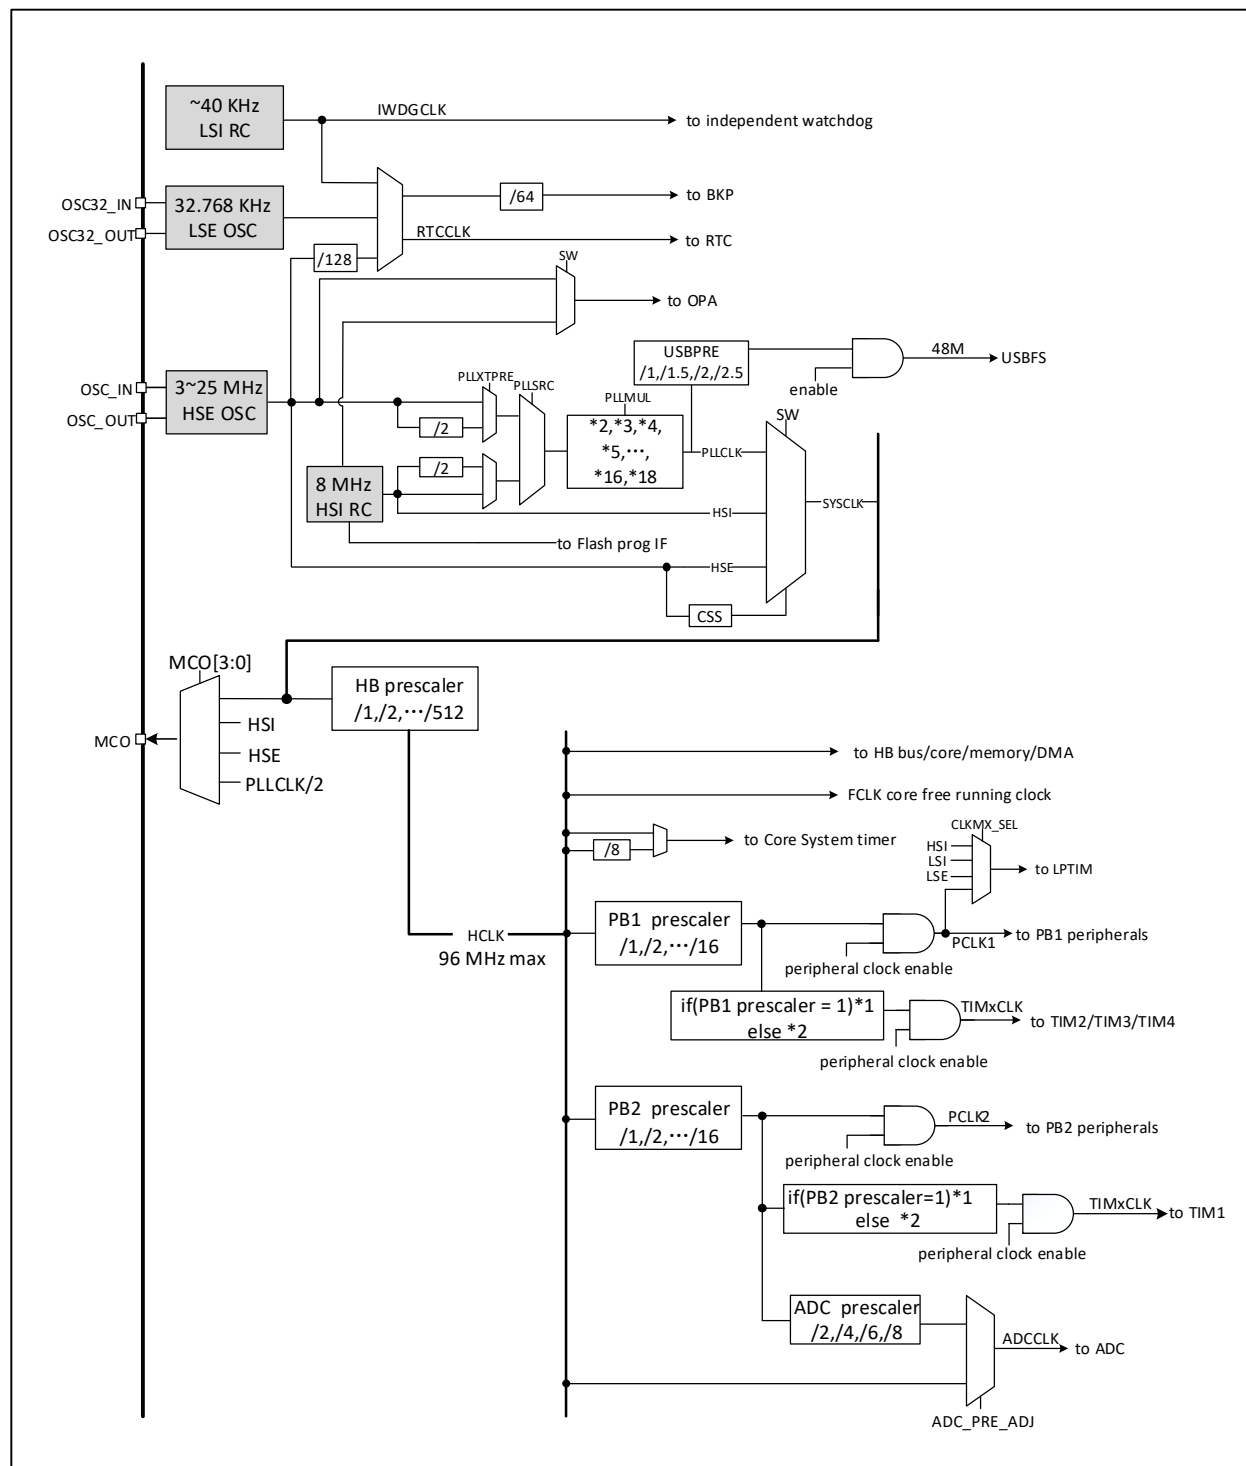 ~40 KHz
LSI RC
IWDGCLK
to independent watchdog
OSC32_IN
OSC32_OUT
32.768 KHz
LSE OSC
/64
to BKP
RTCCLK
to RTC
/128
SW
to OPA
USBPRE
/1,/1.5,/2,/2.5
48M
USBFS
enable
OSC_IN
OSC_OUT
3~25 MHz
HSE OSC
PLLXTPRE
PLLSRC
/2
PLLMUL
*2,*3,*4,
*5,···,
*16,*18
PLLCLK
SW
/2
8 MHz
HSI RC
HSI
SYSCLK
to Flash prog IF
HSE
CSS
MCO[3:0]
HB prescaler
/1,/2,···/512
HSI
MCO
HSE
PLLCLK/2
to HB bus/core/memory/DMA
FCLK core free running clock
/8
to Core System timer
CLKMX_SEL
HSI
LSI
LSE
to LPTIM
HCLK
96 MHz max
PB1 prescaler
/1,/2,···/16
PCLK1
to PB1 peripherals
peripheral clock enable
if(PB1 prescaler = 1)*1
else *2
TIMxCLK
to TIM2/TIM3/TIM4
peripheral clock enable
PB2 prescaler
/1,/2,···/16
PCLK2
to PB2 peripherals
peripheral clock enable
if(PB2 prescaler=1)*1
else *2
TIMxCLK
to TIM1
peripheral clock enable
ADC prescaler
/2,/4,/6,/8
ADCCLK
to ADC
ADC_PRE_ADJ